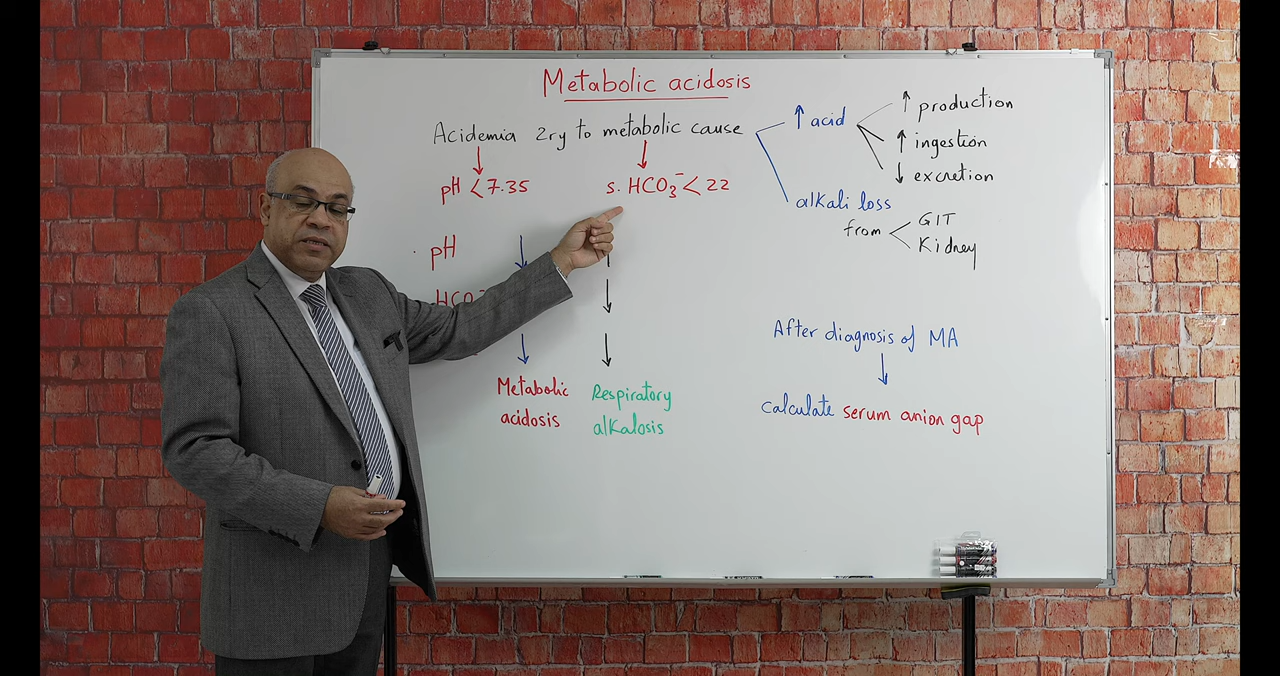 Metabolic acidosis
Acidemia 2ry to metabolic cause
pH < 7.35
s. HCO3⁻ < 22
↑ acid
↑ production
↑ ingestion
↓ excretion
alkali loss
from < GIT
Kidney
pH ↓
HCO3
↓ ↓
↓ ↓
Metabolic acidosis
Respiratory alkalosis
After diagnosis of MA
↓
Calculate serum anion gap